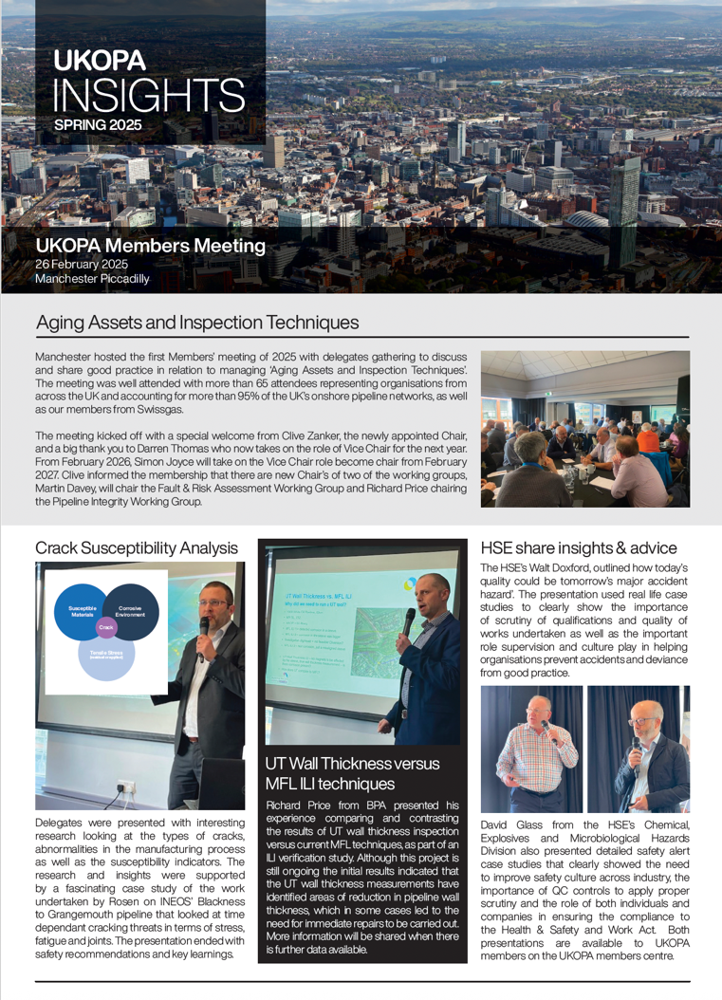 UKOPA
INSIGHTS
SPRING 2025
UKOPA Members Meeting
26 February 2025
Manchester Piccadilly
Aging Assets and Inspection Techniques
Manchester hosted the first Members' meeting of 2025 with delegates gathering to discuss
and share good practice in relation to managing 'Aging Assets and Inspection Techniques'.
The meeting was well attended with more than 65 attendees representing organisations from
across the UK and accounting for more than 95% of the UK's onshore pipeline networks, as well
as our members from Swissgas.
The meeting kicked off with a special welcome from Clive Zanker, the newly appointed Chair,
and a big thank you to Darren Thomas who now takes on the role of Vice Chair for the next year.
From February 2026, Simon Joyce will take on the Vice Chair role become chair from February
2027. Clive informed the membership that there are new Chair's of two of the working groups,
Martin Davey, will chair the Fault & Risk Assessment Working Group and Richard Price chairing
the Pipeline Integrity Working Group.
Crack Susceptibility Analysis
Susceptible
Materials
Corrosive
Environment
Crack
Tensile Stress
Delegates were presented with interesting
research looking at the types of cracks,
abnormalities in the manufacturing process
as well as the susceptibility indicators. The
research and insights were supported
by a fascinating case study of the work
undertaken by Rosen on INEOS' Blackness
to Grangemouth pipeline that looked at time
dependant cracking threats in terms of stress,
fatigue and joints. The presentation ended with
safety recommendations and key learnings.
UT Wall Thickness vs. MFL ILI
Why did we need to run a UT tool?
UT Wall Thickness versus
MFL ILI techniques
Richard Price from BPA presented his
experience comparing and contrasting
the results of UT wall thickness inspection
versus current MFL techniques, as part of an
ILI verification study. Although this project is
still ongoing the initial results indicated that
the UT wall thickness measurements have
identified areas of reduction in pipeline wall
thickness, which in some cases led to the
need for immediate repairs to be carried out.
More information will be shared when there
is further data available.
HSE share insights & advice
The HSE's Walt Doxford, outlined how today's
quality could be tomorrow's major accident
hazard'. The presentation used real life case
studies to clearly show the importance
of scrutiny of qualifications and quality of
works undertaken as well as the important
role supervision and culture play in helping
organisations prevent accidents and deviance
from good practice.
David Glass from the HSE's Chemical,
Explosives and Microbiological Hazards
Division also presented detailed safety alert
case studies that clearly showed the need
to improve safety culture across industry, the
importance of QC controls to apply proper
scrutiny and the role of both individuals and
companies in ensuring the compliance to
the Health & Safety and Work Act. Both
presentations are available to UKOPA
members on the UKOPA members centre.